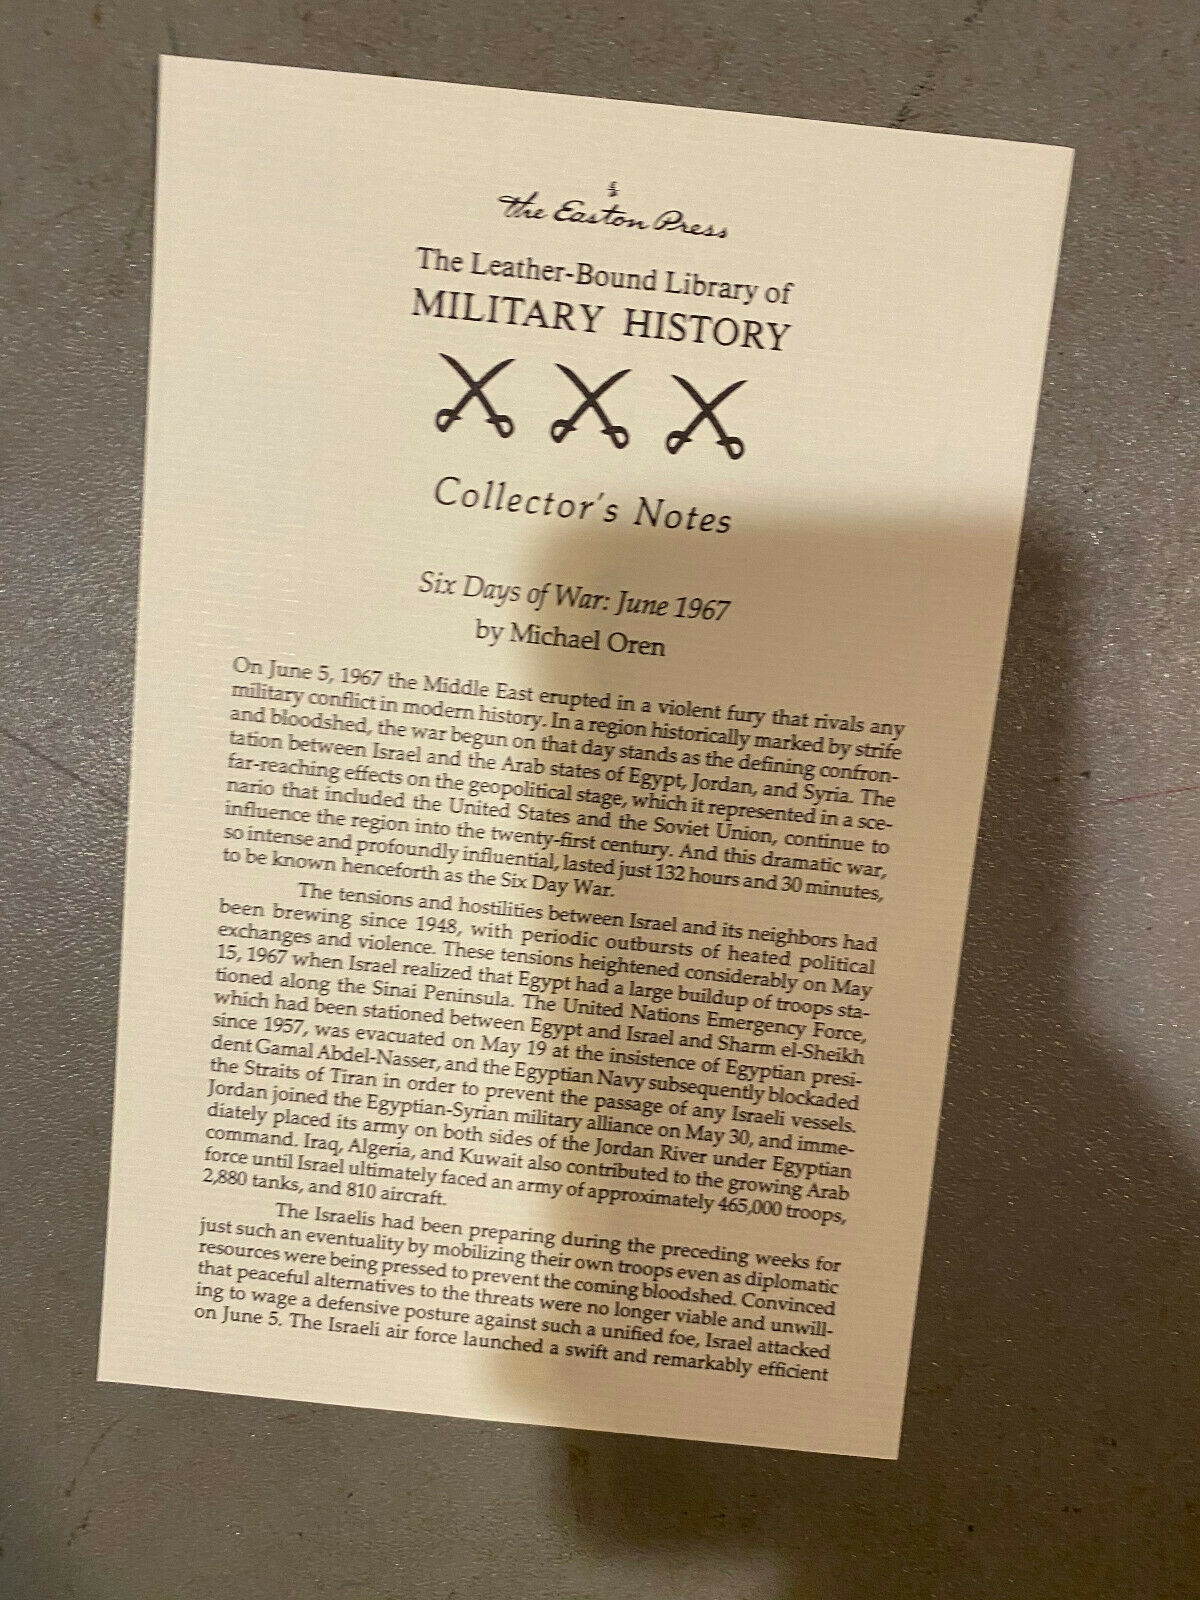 The Easton Press
The Leather-Bound Library of
MILITARY HISTORY
Collector's Notes
Six Days of War: June 1967
by Michael Oren
On June 5, 1967 the Middle East erupted in a violent fury that rivals any
military conflict in modern history. In a region historically marked by strife
and bloodshed, the war begun on that day stands as the defining confron-
tation between Israel and the Arab states of Egypt, Jordan, and Syria. The
far-reaching effects on the geopolitical stage, which it represented in a sce-
nario that included the United States and the Soviet Union, continue to
influence the region into the twenty-first century. And this dramatic war,
so intense and profoundly influential, lasted just 132 hours and 30 minutes,
to be known henceforth as the Six Day War.
The tensions and hostilities between Israel and its neighbors had
been brewing since 1948, with periodic outbursts of heated political
exchanges and violence. These tensions heightened considerably on May
15, 1967 when Israel realized that Egypt had a large buildup of troops sta-
tioned along the Sinai Peninsula. The United Nations Emergency Force,
which had been stationed between Egypt and Israel and Sharm el-Sheikh
since 1957, was evacuated on May 19 at the insistence of Egyptian presi-
dent Gamal Abdel-Nasser, and the Egyptian Navy subsequently blockaded
the Straits of Tiran in order to prevent the passage of any Israeli vessels.
Jordan joined the Egyptian-Syrian military alliance on May 30, and imme-
diately placed its army on both sides of the Jordan River under Egyptian
command. Iraq, Algeria, and Kuwait also contributed to the growing Arab
force until Israel ultimately faced an army of approximately 465,000 troops,
2,880 tanks, and 810 aircraft.
The Israelis had been preparing during the preceding weeks for
just such an eventuality by mobilizing their own troops even as diplomatic
resources were being pressed to prevent the coming bloodshed. Convinced
that peaceful alternatives to the threats were no longer viable and unwill-
ing to wage a defensive posture against such a unified foe, Israel attacked
on June 5. The Israeli air force launched a swift and remarkably efficient